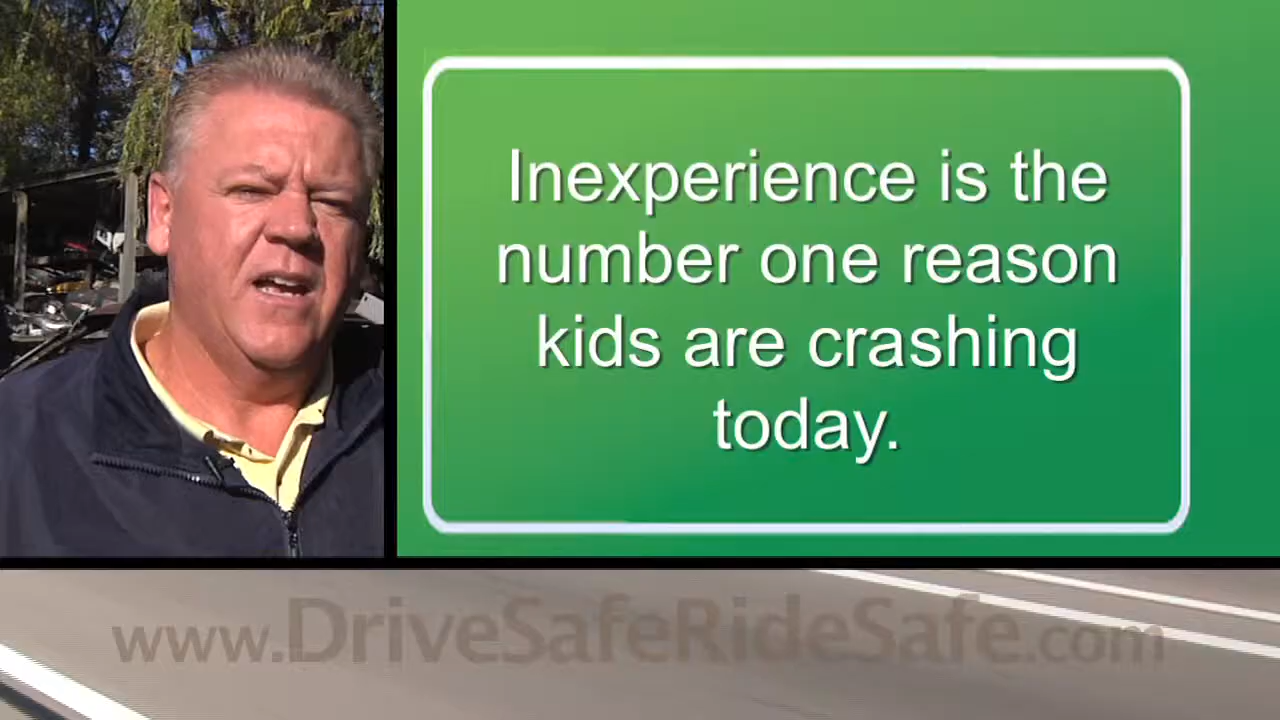 Inexperience is the
number one reason
kids are crashing
today.
www.DriveSafeRideSafe.com